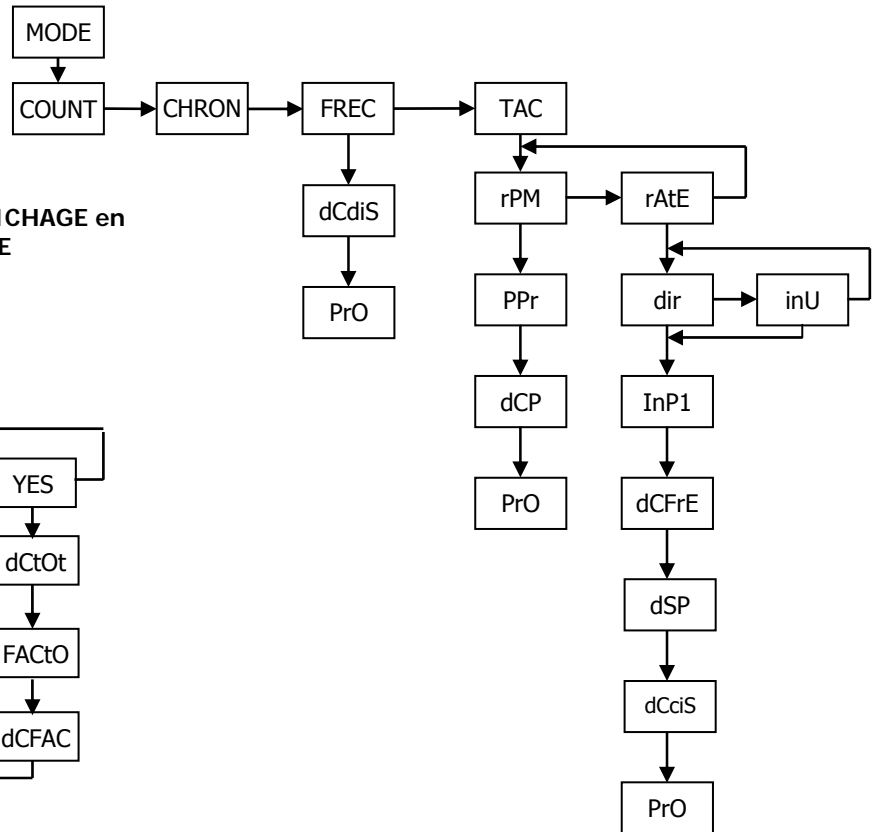 MODE
COUNT CHRON FREC TAC
dCdiS
PrO
rPM rAtE
PPr
dCP
PrO
dir inU
InP1
dCFrE
dSP
dCciS
PrO
CHAGE en
E
YES
dCtOt
FACtO
dCFAC